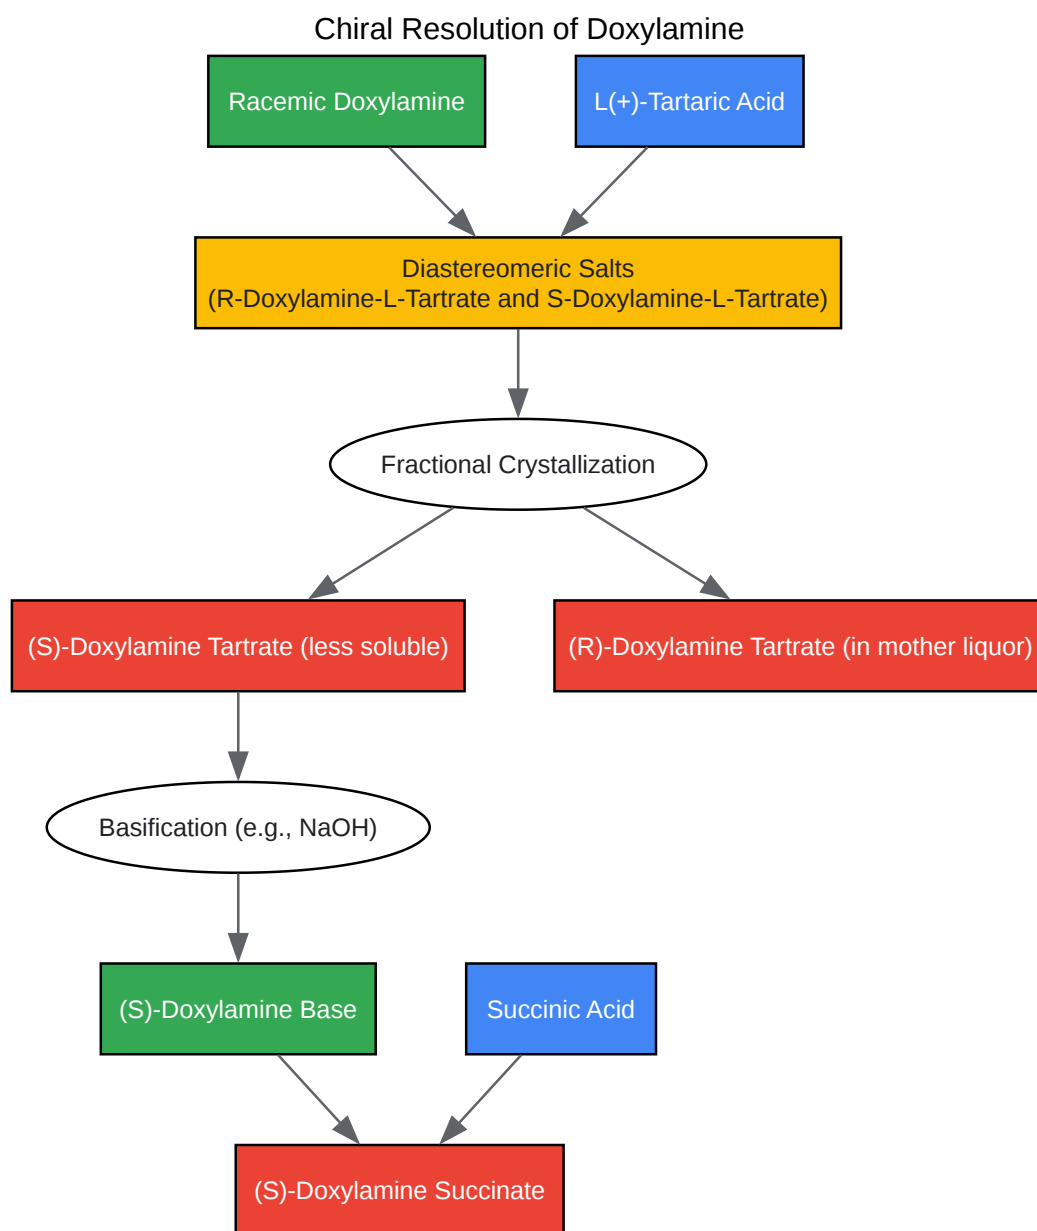 Chiral Resolution of Doxylamine
Racemic Doxylamine
L(+)-Tartaric Acid
Diastereomeric Salts
(R-Doxylamine-L-Tartrate and S-Doxylamine-L-Tartrate)
Fractional Crystallization
(S)-Doxylamine Tartrate (less soluble)
(R)-Doxylamine Tartrate (in mother liquor)
Basification (e.g., NaOH)
(S)-Doxylamine Base
Succinic Acid
(S)-Doxylamine Succinate